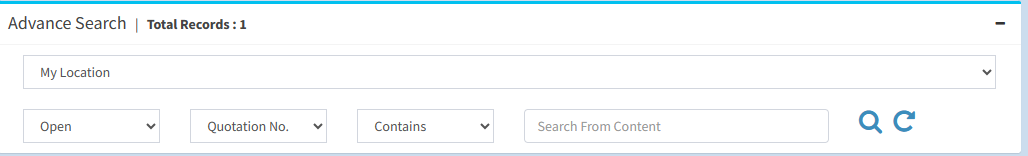 Advance Search | Total Records : 1
My Location
Open Quotation No. Contains Search From Content